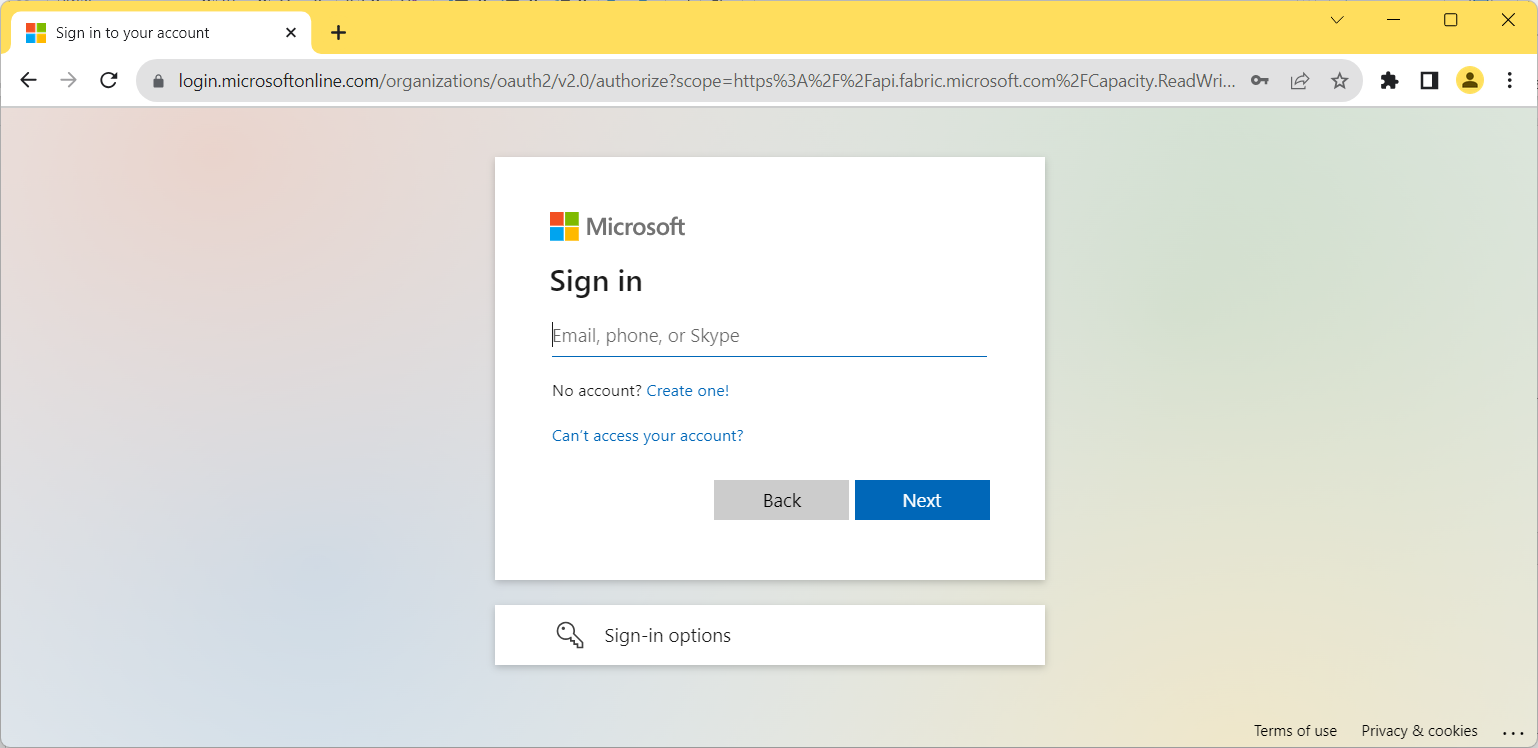 Sign in to your account
login.microsoftonline.com/organizations/oauth2/v2.0/authorize?scope=https%3A%2F%2Fapi.fabric.microsoft.com%2FCapacity.ReadWri...
Microsoft
Sign in
Email, phone, or Skype
No account? Create one!
Can't access your account?
Back Next
Sign-in options
Terms of use Privacy & cookies ...